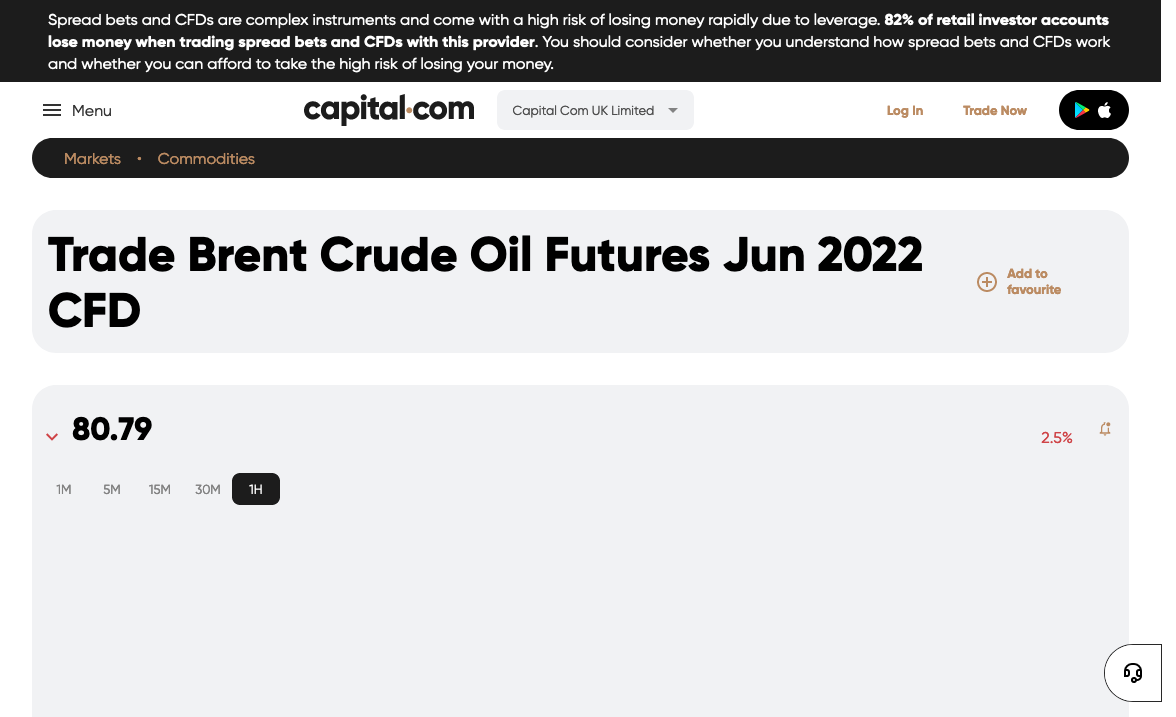 Spread bets and CFDs are complex instruments and come with a high risk of losing money rapidly due to leverage. 82% of retail investor accounts
lose money when trading spread bets and CFDs with this provider. You should consider whether you understand how spread bets and CFDs work
and whether you can afford to take the high risk of losing your money.
Menu
capital.com
Capital Com UK Limited
Log In
Trade Now
Markets • Commodities
Trade Brent Crude Oil Futures Jun 2022
CFD
Add to
favourite
80.79
2.5%
1M 5M 15M 30M 1H